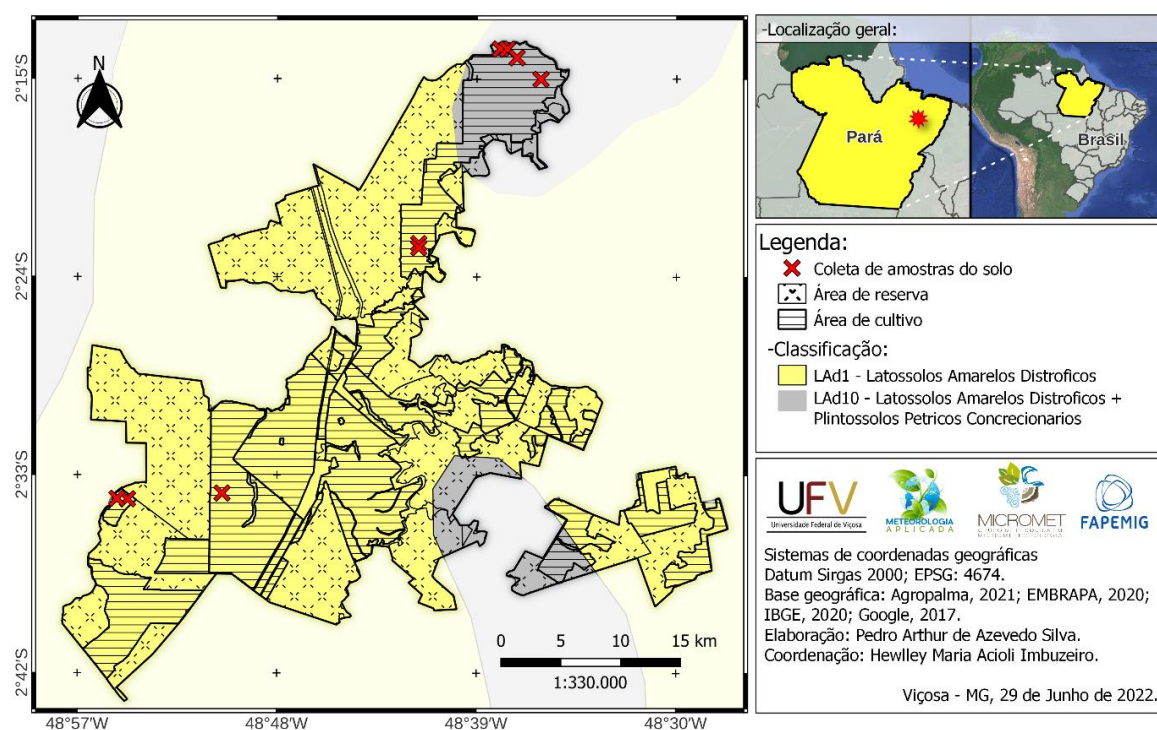 N
2°15'S
2°24'S
2°33'S
2°42'S
48°57'W
48°48'W
48°39'W
48°30'W
0 5 10 15 km
1:330.000
-Localização geral:
Pará
Brasil
Legenda:
Coleta de amostras do solo
Área de reserva
Área de cultivo
-Classificação:
LAd1 - Latossolos Amarelos Distroficos
LAd10 - Latossolos Amarelos Distroficos +
Plintossolos Petricos Concrecionarios
UFV
Universidade Federal de Viçosa
METEOROLOGIA
APLICADA
MICROMET
FAPEMIG
Sistemas de coordenadas geográficas
Datum Sirgas 2000; EPSG: 4674.
Base geográfica: Agropalma, 2021; EMBRAPA, 2020;
IBGE, 2020; Google, 2017.
Elaboração: Pedro Arthur de Azevedo Silva.
Coordenação: Hewlley Maria Acioli Imbuzeiro.
Viçosa - MG, 29 de Junho de 2022.